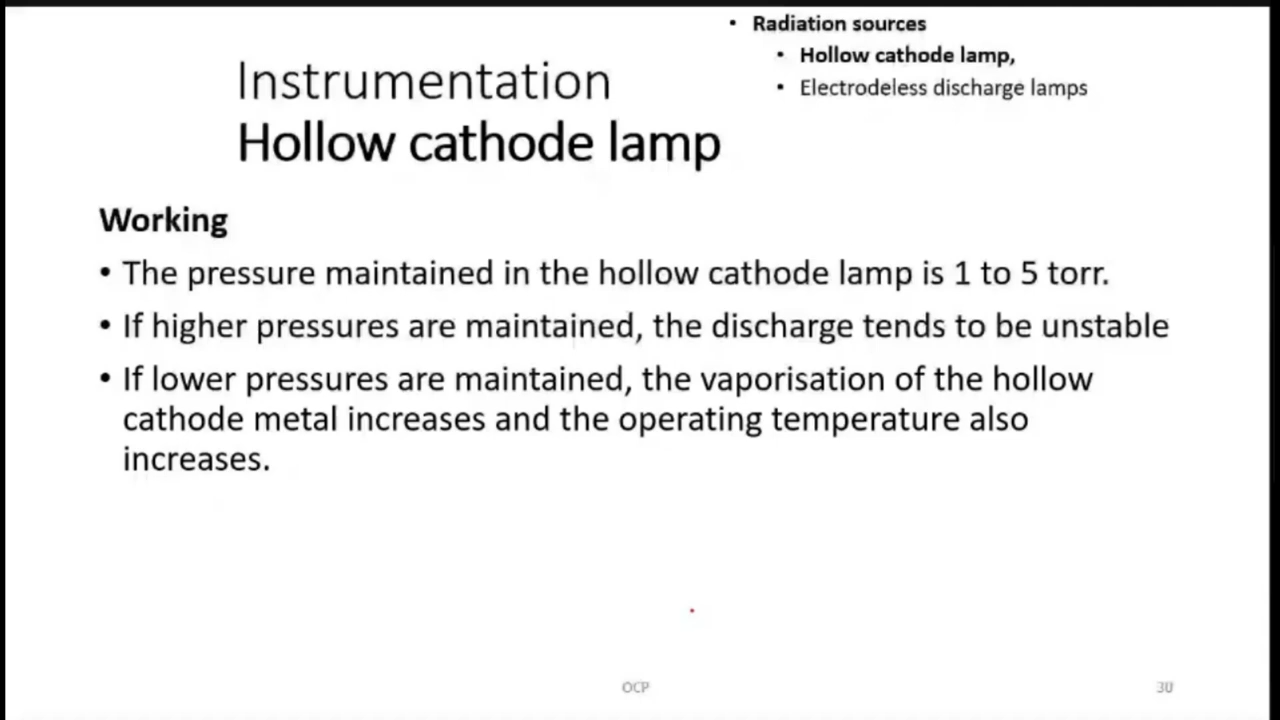 • Radiation sources
• Hollow cathode lamp,
• Electrodeless discharge lamps
Instrumentation
Hollow cathode lamp
Working
• The pressure maintained in the hollow cathode lamp is 1 to 5 torr.
• If higher pressures are maintained, the discharge tends to be unstable
• If lower pressures are maintained, the vaporisation of the hollow
cathode metal increases and the operating temperature also
increases.
OCP
30